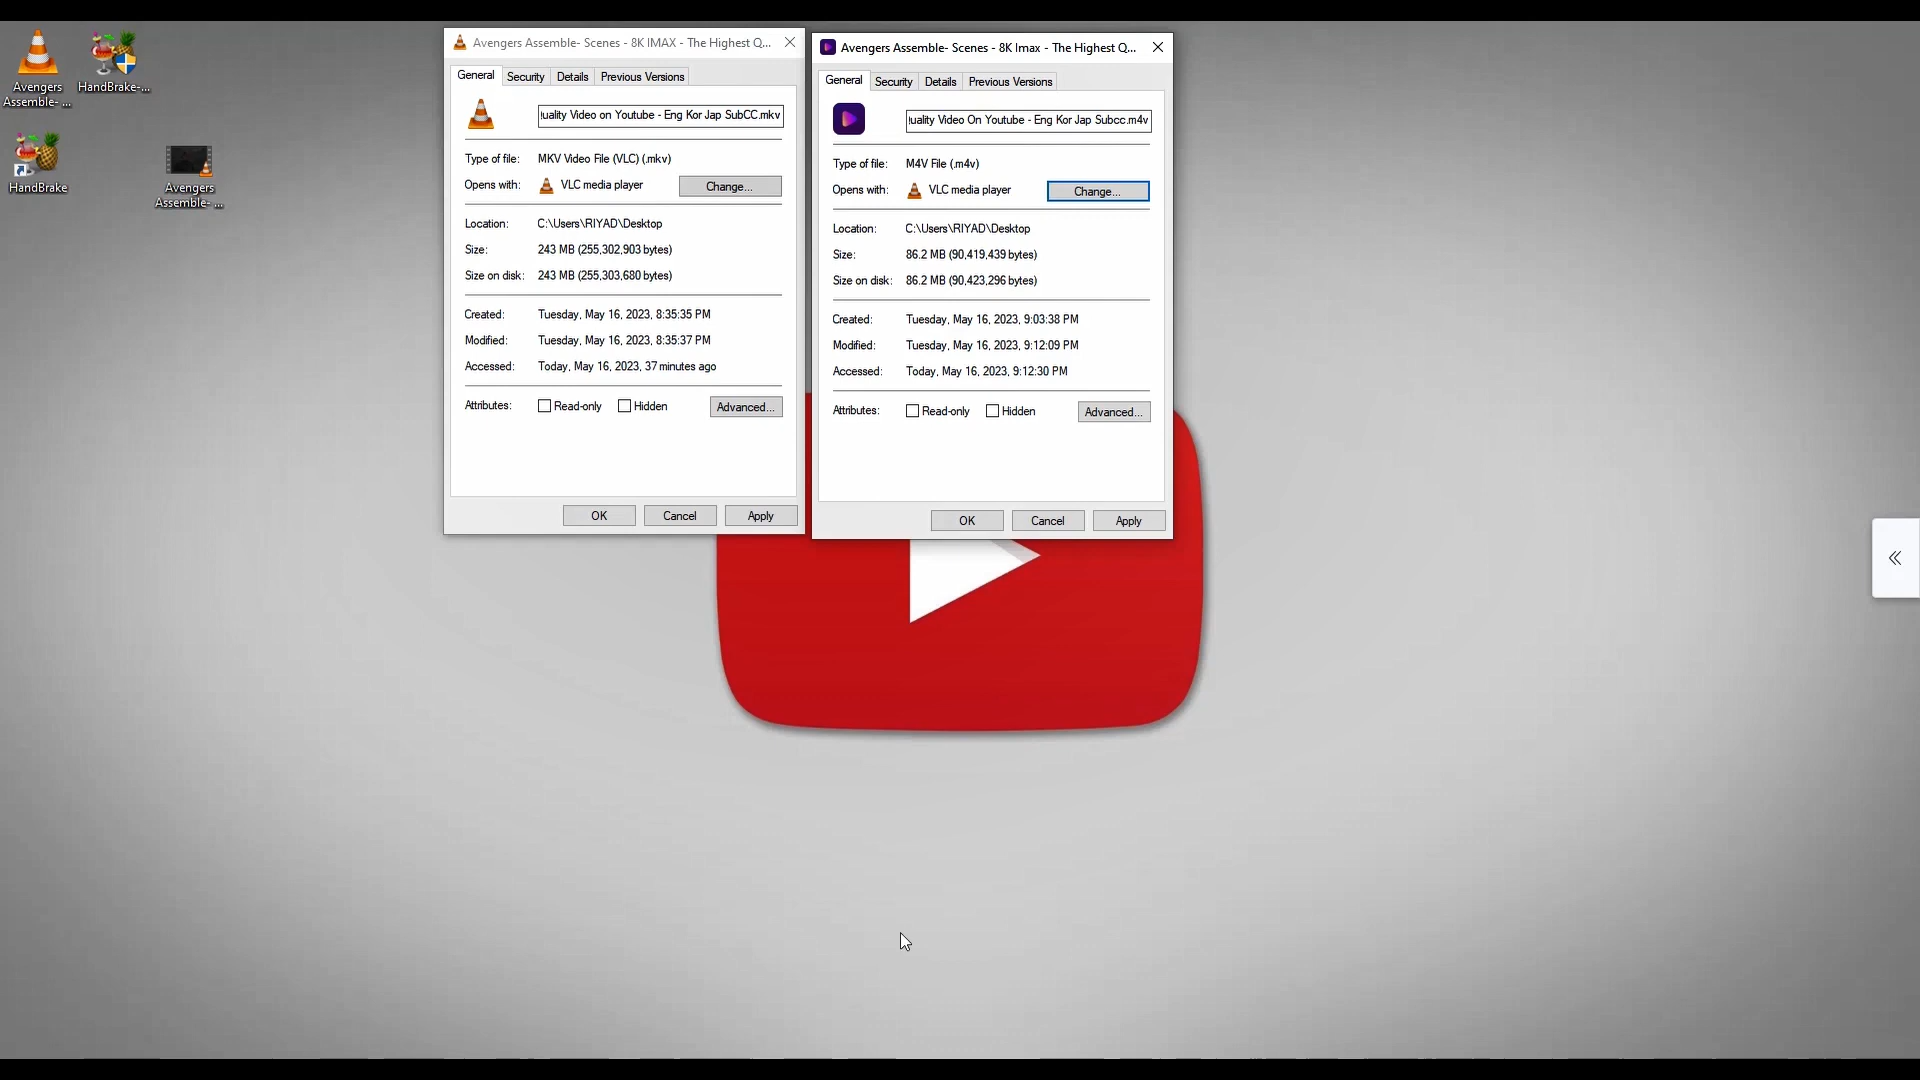 Avengers
Assemble- ...
HandBrake-...
HandBrake
Avengers
Assemble- ...
Avengers Assemble- Scenes - 8K IMAX - The Highest Q...
General
Security
Details
Previous Versions
uality Video on Youtube - Eng Kor Jap SubCC.mkv
Type of file: MKV Video File (VLC) (.mkv)
Opens with: VLC media player Change...
Location: C:\Users\RIYAD\Desktop
Size: 243 MB (255,302,903 bytes)
Size on disk: 243 MB (255,303,680 bytes)
Created: Tuesday, May 16, 2023, 8:35:35 PM
Modified: Tuesday, May 16, 2023, 8:35:37 PM
Accessed: Today, May 16, 2023, 37 minutes ago
Attributes: Read-only Hidden Advanced...
OK Cancel Apply
Avengers Assemble- Scenes - 8K Imax - The Highest Q...
General
Security
Details
Previous Versions
uality Video On Youtube - Eng Kor Jap Subcc.m4v
Type of file: M4V File (.m4v)
Opens with: VLC media player Change...
Location: C:\Users\RIYAD\Desktop
Size: 86.2 MB (90,419,439 bytes)
Size on disk: 86.2 MB (90,423,296 bytes)
Created: Tuesday, May 16, 2023, 9:03:38 PM
Modified: Tuesday, May 16, 2023, 9:12:09 PM
Accessed: Today, May 16, 2023, 9:12:30 PM
Attributes: Read-only Hidden Advanced...
OK Cancel Apply